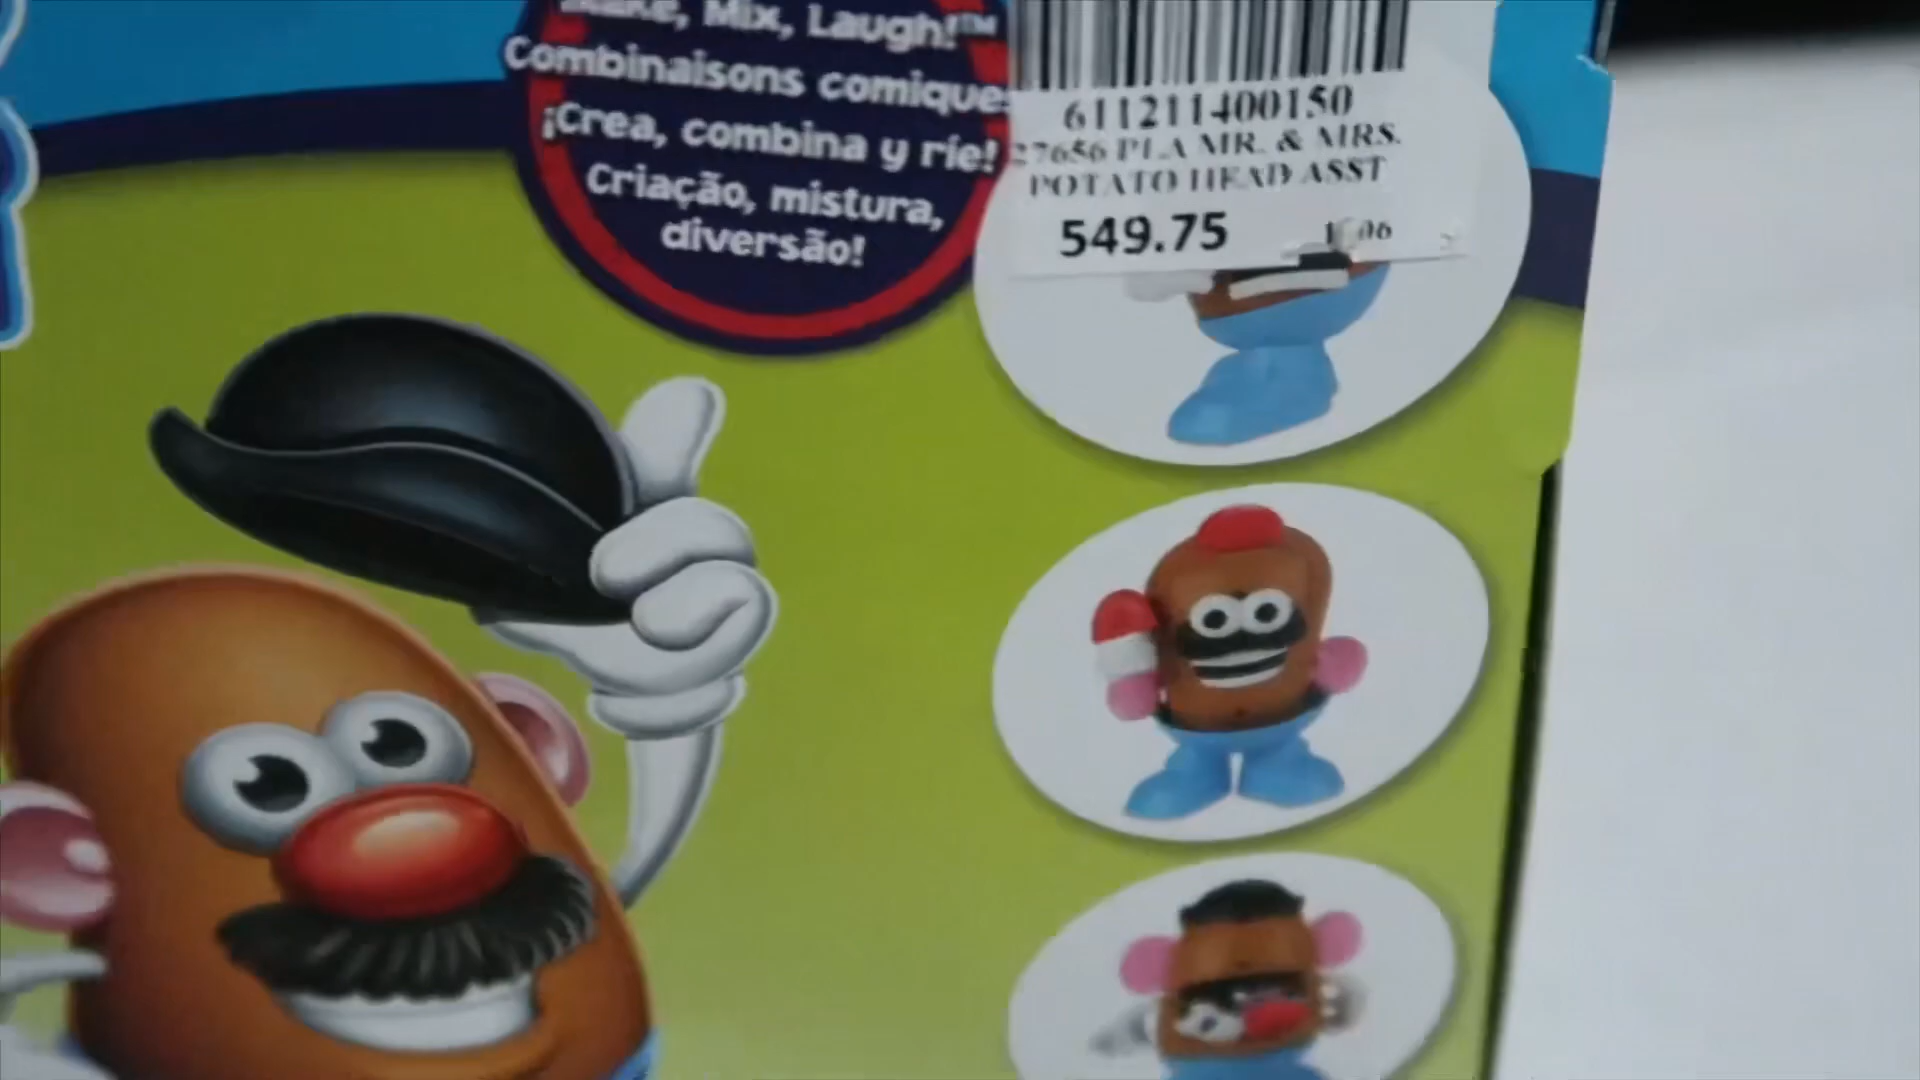 Make, Mix, Laugh!™
Combinaisons comiques
¡Crea, combina y ríe!
Criação, mistura,
diversão!
611211400150
27656 PLA MR. & MRS.
POTATO HEAD ASST
549.75